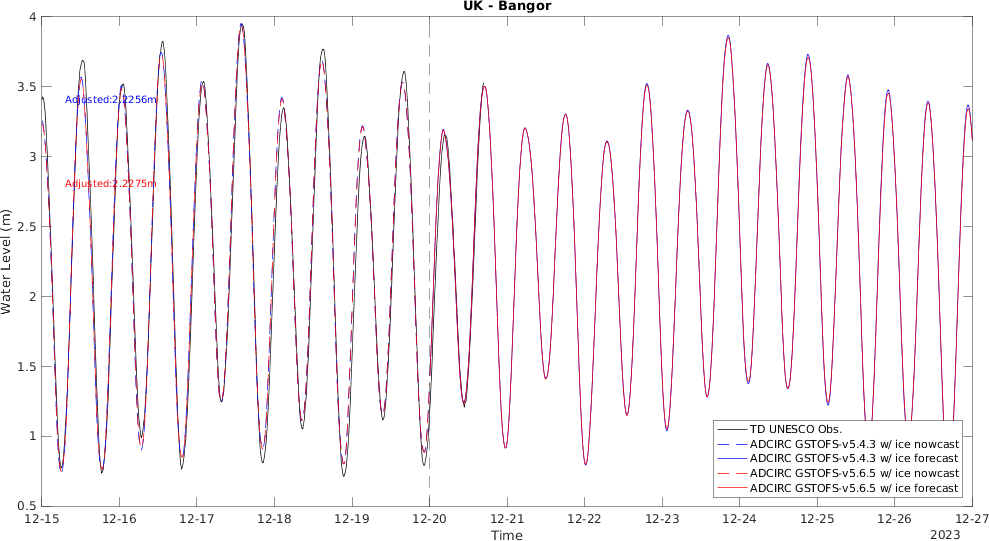 UK - Bangor
4
3.5
3
2.5
2
1.5
1
0.5
Water Level (m)
Adjusted:2.2256m
Adjusted:2.2275m
TD UNESCO Obs.
ADCIRC GSTOFS-v5.4.3 w/ ice nowcast
ADCIRC GSTOFS-v5.4.3 w/ ice forecast
ADCIRC GSTOFS-v5.6.5 w/ ice nowcast
ADCIRC GSTOFS-v5.6.5 w/ ice forecast
12-15 12-16 12-17 12-18 12-19 12-20 12-21 12-22 12-23 12-24 12-25 12-26 12-27
Time
2023